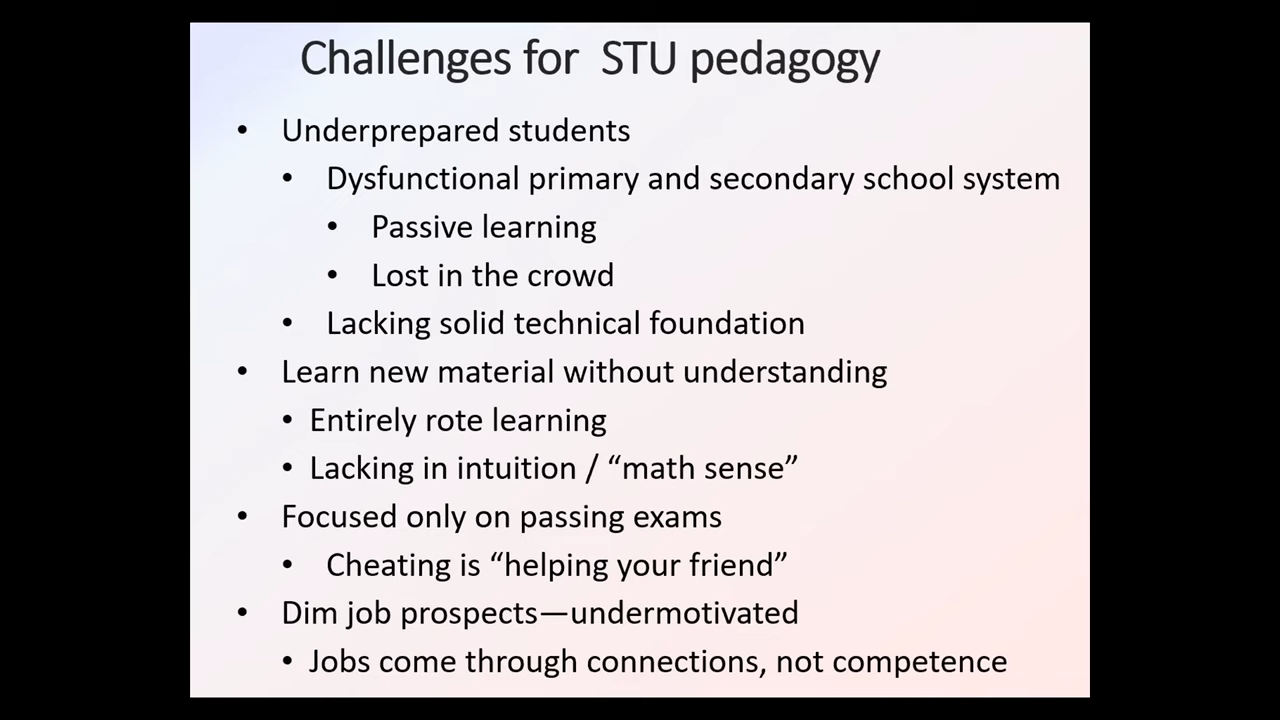 Challenges for  STU pedagogy
• Underprepared students
• Dysfunctional primary and secondary school system
• Passive learning
• Lost in the crowd
• Lacking solid technical foundation
• Learn new material without understanding
• Entirely rote learning
• Lacking in intuition / “math sense”
• Focused only on passing exams
• Cheating is “helping your friend”
• Dim job prospects—undermotivated
• Jobs come through connections, not competence